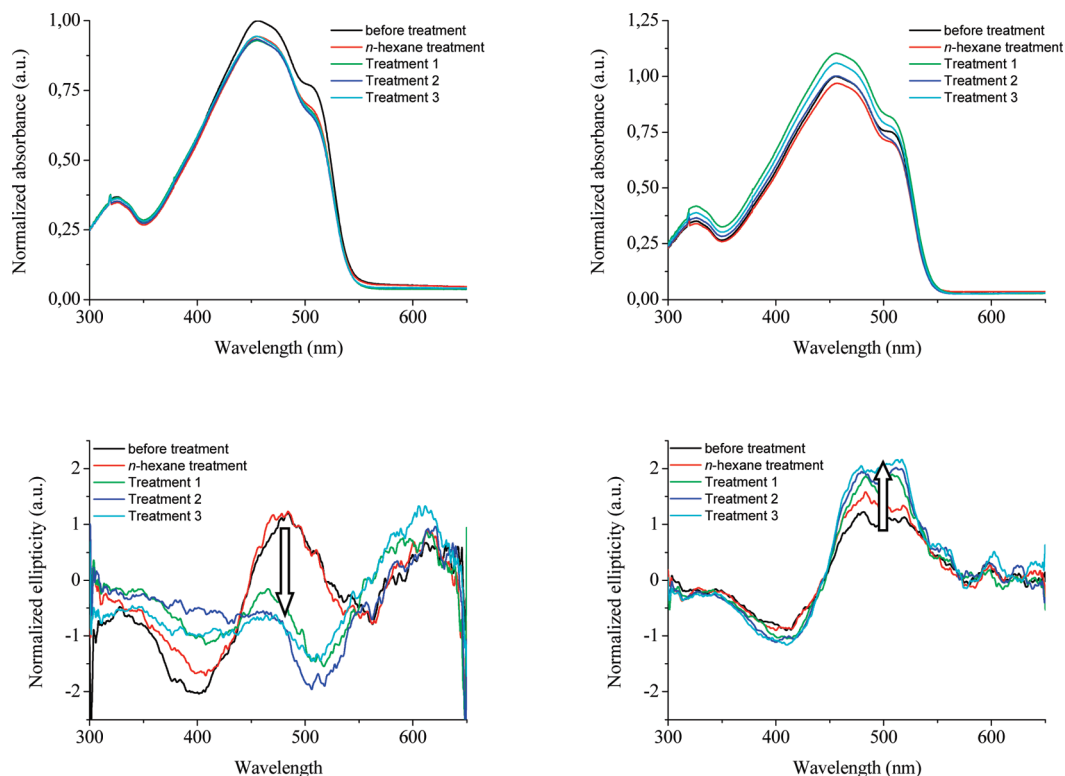 Normalized absorbance (a.u.)
1,00
0,75
0,50
0,25
0,00
300
400
500
600
Wavelength (nm)
before treatment
n-hexane treatment
Treatment 1
Treatment 2
Treatment 3
Normalized absorbance (a.u.)
1,25
1,00
0,75
0,50
0,25
0,00
300
400
500
600
Wavelength (nm)
before treatment
n-hexane treatment
Treatment 1
Treatment 2
Treatment 3
Normalized ellipticity (a.u.)
2
1
0
-1
-2
300
400
500
600
Wavelength
before treatment
n-hexane treatment
Treatment 1
Treatment 2
Treatment 3
Normalized ellipticity (a.u.)
2
1
0
-1
-2
300
400
500
600
Wavelength (nm)
before treatment
n-hexane treatment
Treatment 1
Treatment 2
Treatment 3